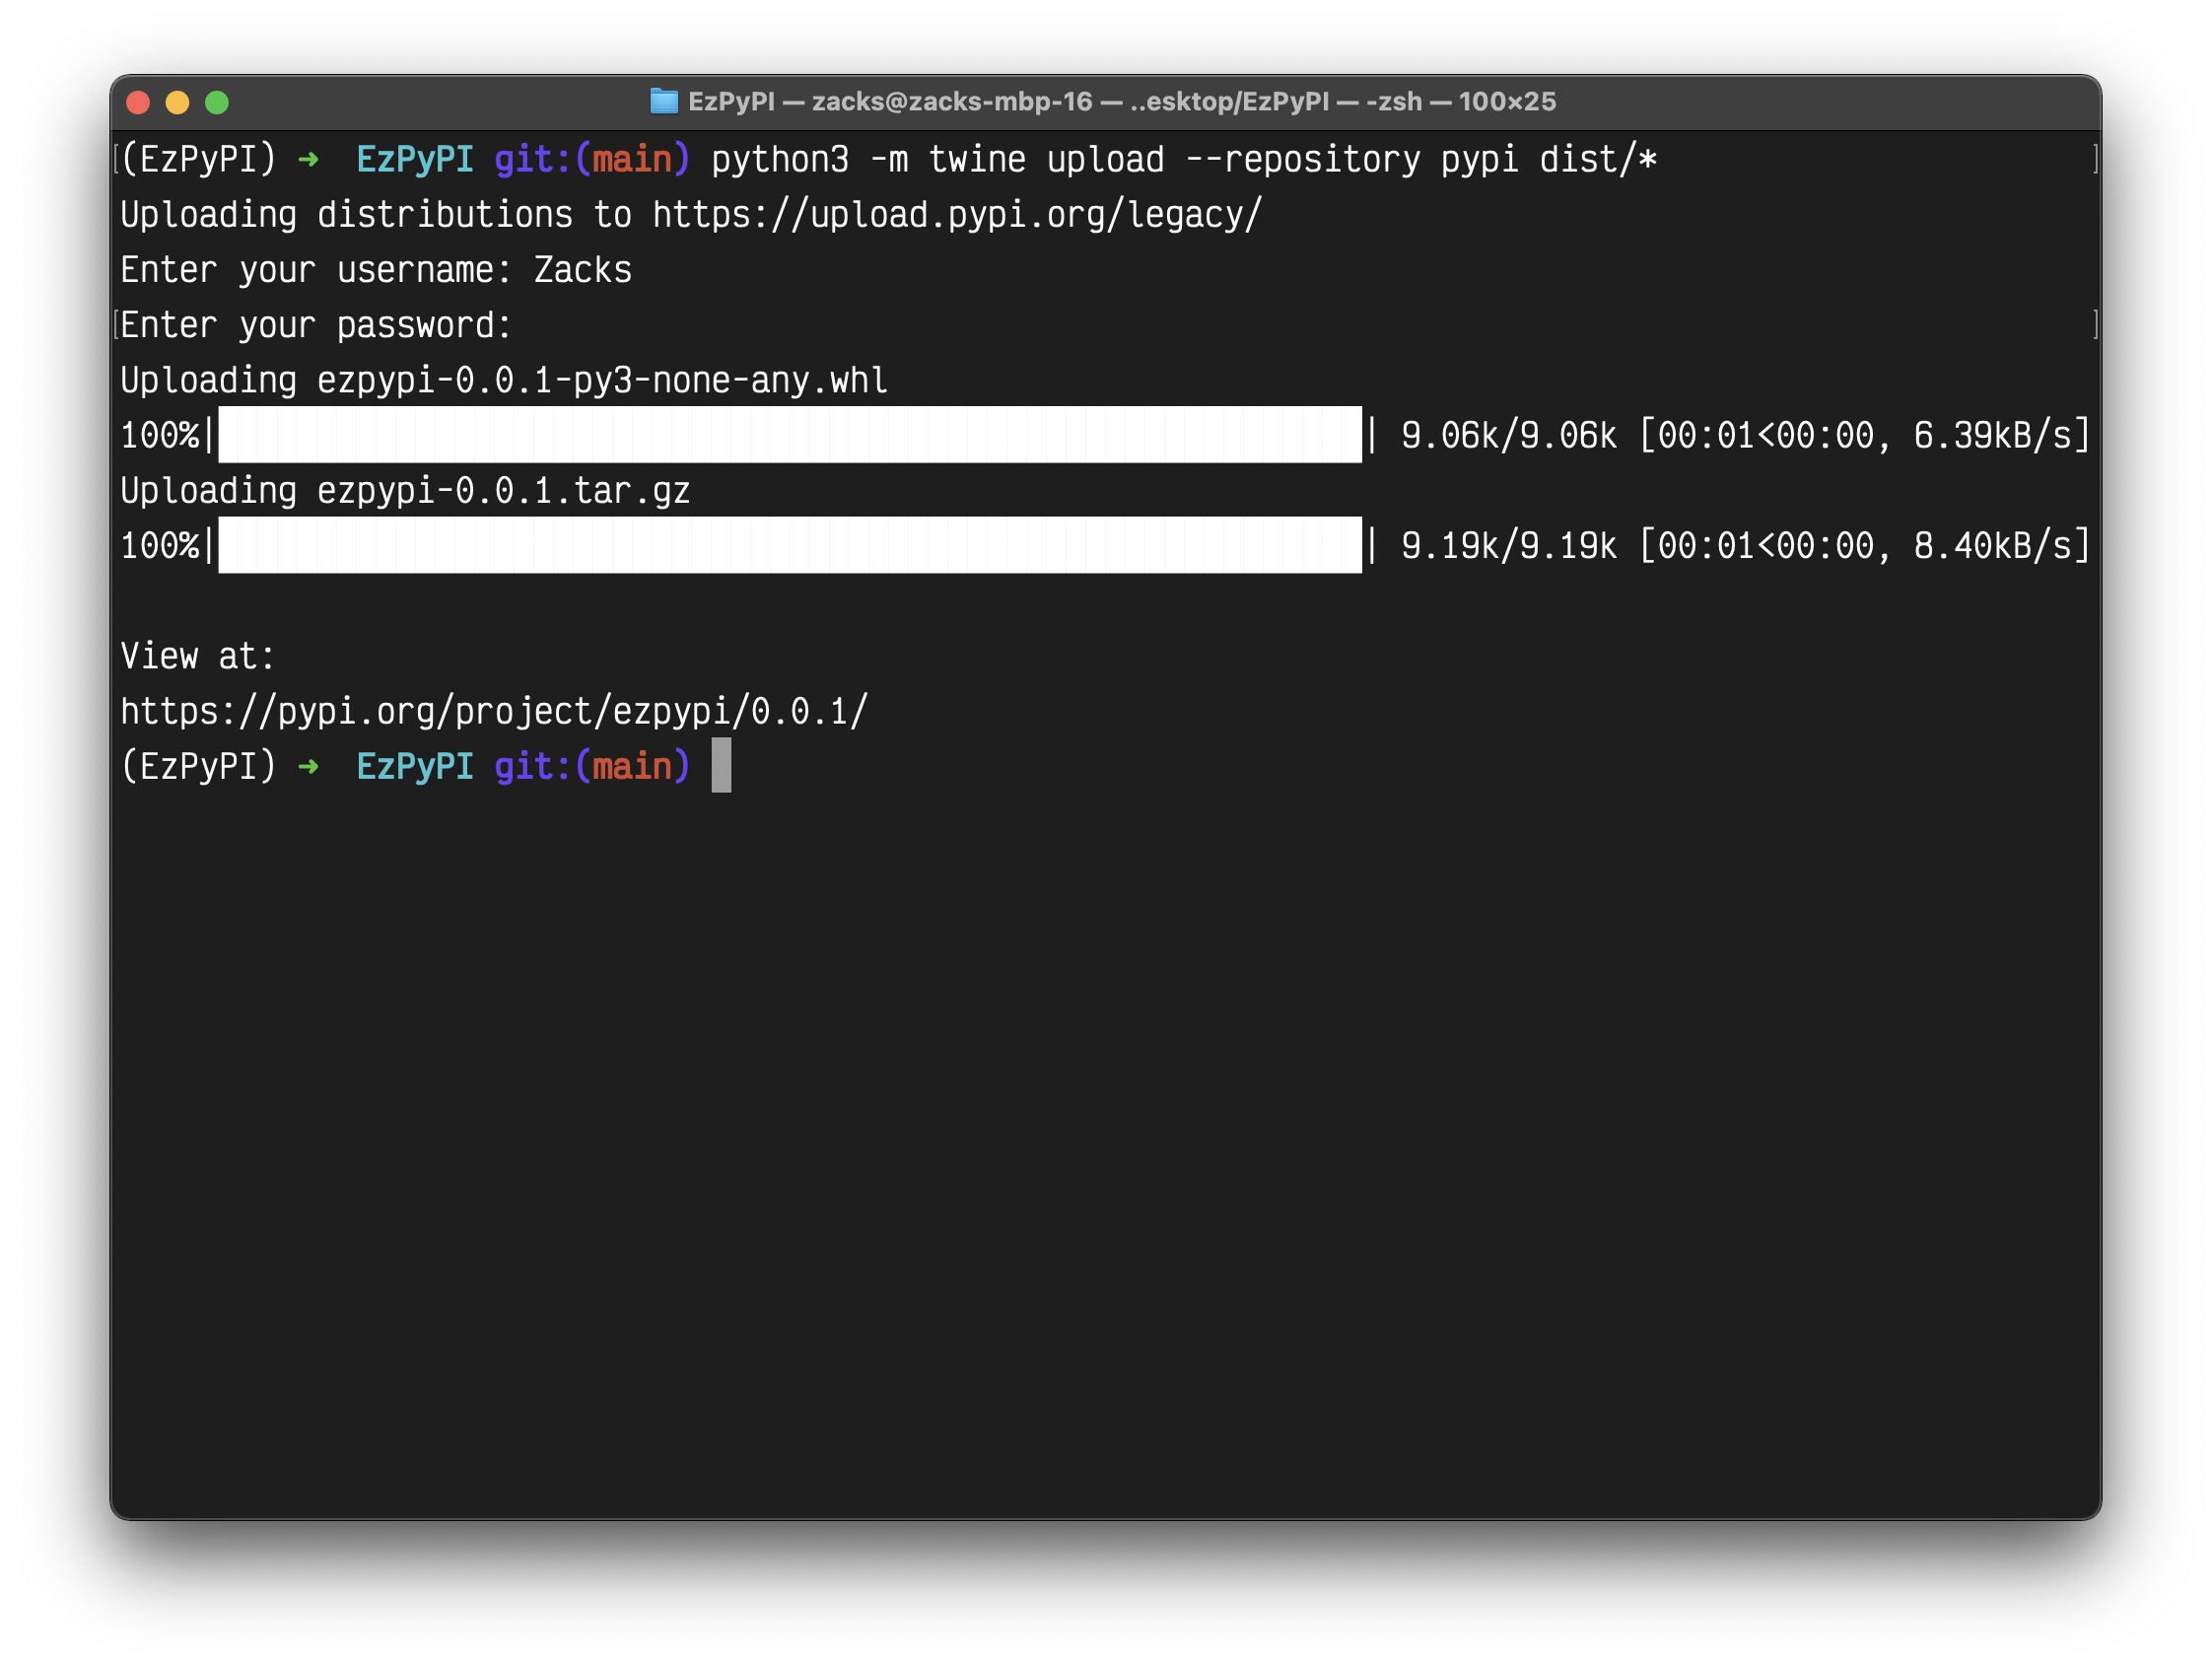 EzPyPI — zacks@zacks-mbp-16 — ..esktop/EzPyPI — -zsh — 100×25
(EzPyPI) ➜  EzPyPI git:(main) python3 -m twine upload --repository pypi dist/*
Uploading distributions to https://upload.pypi.org/legacy/
Enter your username: Zacks
Enter your password:
Uploading ezpypi-0.0.1-py3-none-any.whl
100%|██████████████████████████████████████████████████████████| 9.06k/9.06k [00:01<00:00, 6.39kB/s]
Uploading ezpypi-0.0.1.tar.gz
100%|██████████████████████████████████████████████████████████| 9.19k/9.19k [00:01<00:00, 8.40kB/s]
View at:
https://pypi.org/project/ezpypi/0.0.1/
(EzPyPI) ➜  EzPyPI git:(main)